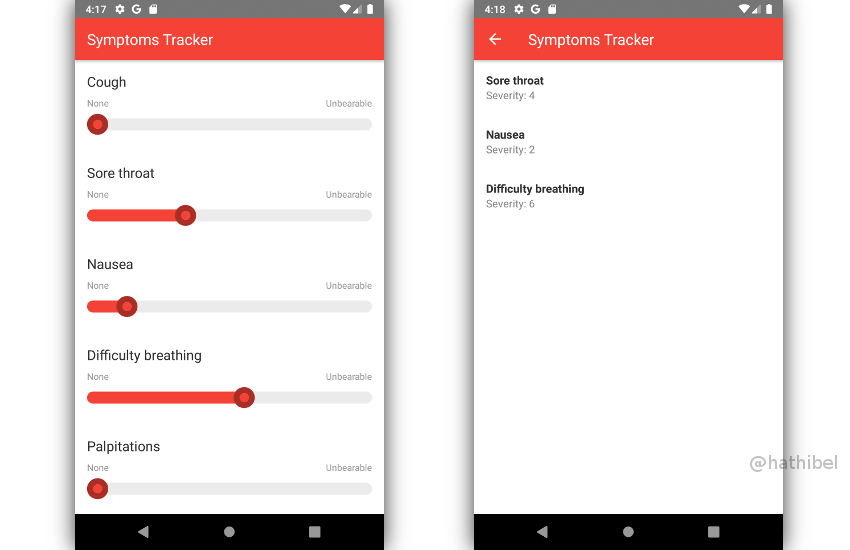 4:17
Symptoms Tracker
Cough
None Unbearable
Sore throat
None Unbearable
Nausea
None Unbearable
Difficulty breathing
None Unbearable
Palpitations
None Unbearable
4:18
Symptoms Tracker
Sore throat
Severity: 4
Nausea
Severity: 2
Difficulty breathing
Severity: 6
@hathibel